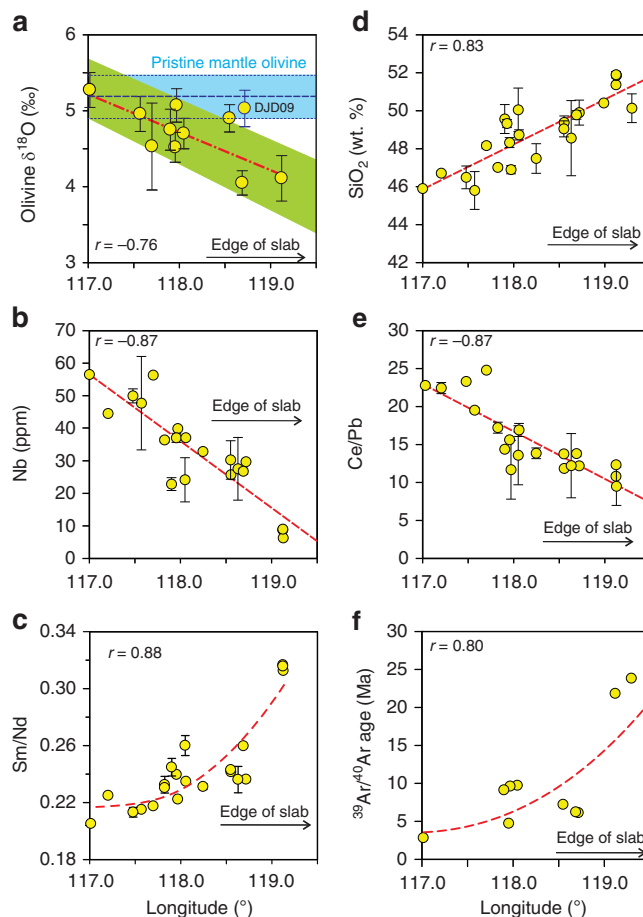 a
6
5
4
3
Olivine δ¹⁸O (‰)
Pristine mantle olivine
DJD09
r = –0.76
Edge of slab
117.0
118.0
119.0
b
70
60
50
40
30
20
10
0
Nb (ppm)
r = –0.87
Edge of slab
117.0
118.0
119.0
c
0.34
0.30
0.26
0.22
0.18
Sm/Nd
r = 0.88
Edge of slab
117.0
118.0
119.0
Longitude (°)
d
54
52
50
48
46
44
42
SiO₂ (wt. %)
r = 0.83
Edge of slab
117.0
118.0
119.0
e
30
25
20
15
10
5
0
Ce/Pb
r = –0.87
Edge of slab
117.0
118.0
119.0
f
30
25
20
15
10
5
0
³⁹Ar/⁴⁰Ar age (Ma)
r = 0.80
Edge of slab
117.0
118.0
119.0
Longitude (°)